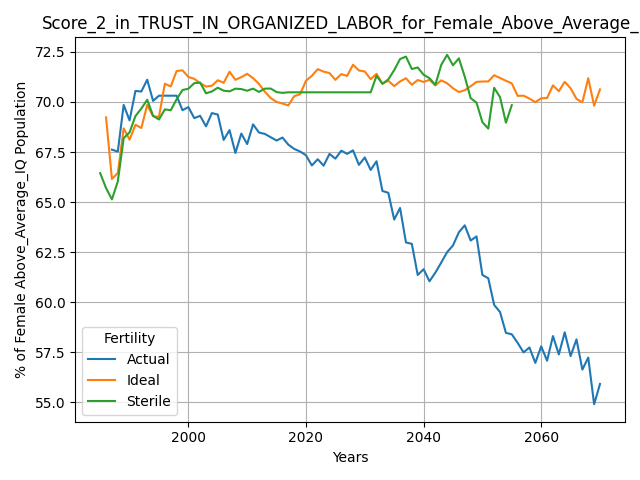 Score_2_in_TRUST_IN_ORGANIZED_LABOR_for_Female_Above_Average_
% of Female Above_Average_IQ Population
72.5
70.0
67.5
65.0
62.5
60.0
57.5
55.0
Fertility
Actual
Ideal
Sterile
2000
2020
2040
2060
Years